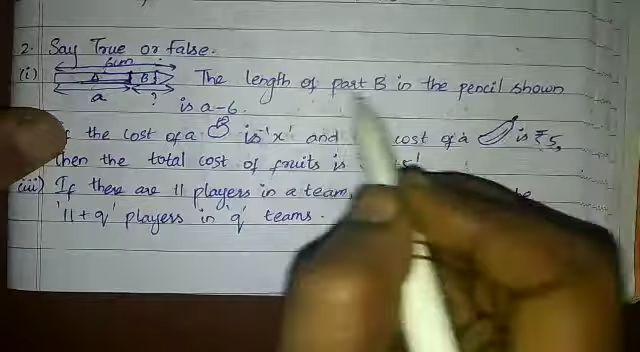 2. Say True or False.
6cm
(i) A B The length of part B in the pencil shown
a ? is a-6.
the cost of a is 'x' and cost of a is ₹5,
then the total cost of fruits is
(iii) If there are 11 players in a team,
'11+q' players in 'q' teams.